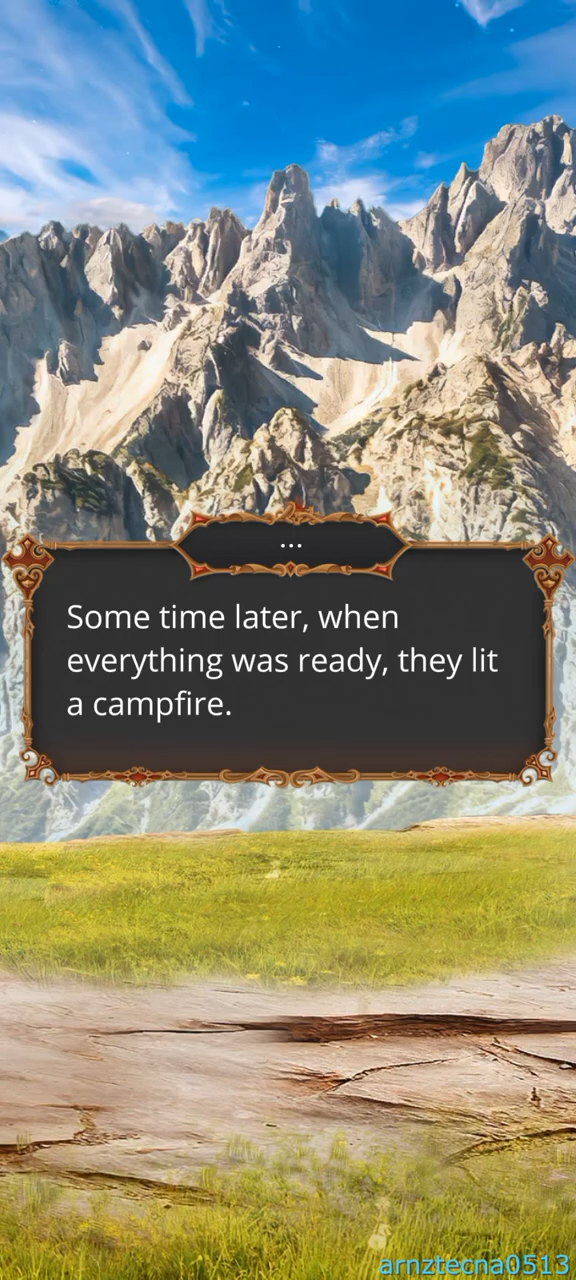 ...
Some time later, when
everything was ready, they lit
a campfire.
arnztecna0513